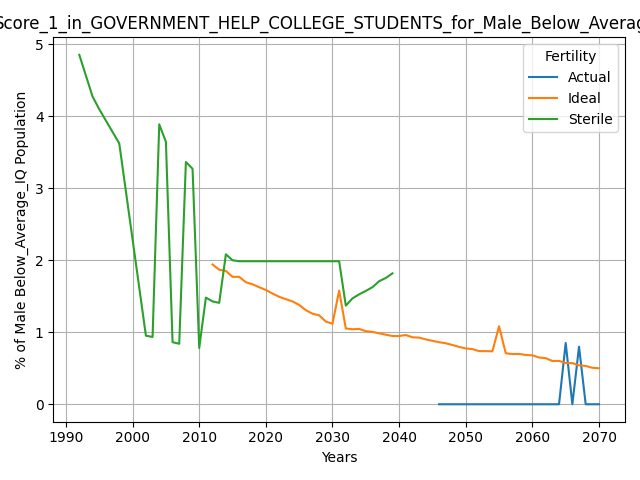 Score_1_in_GOVERNMENT_HELP_COLLEGE_STUDENTS_for_Male_Below_Averag
% of Male Below_Average_IQ Population
5
4
3
2
1
0
Fertility
Actual
Ideal
Sterile
1990 2000 2010 2020 2030 2040 2050 2060 2070
Years